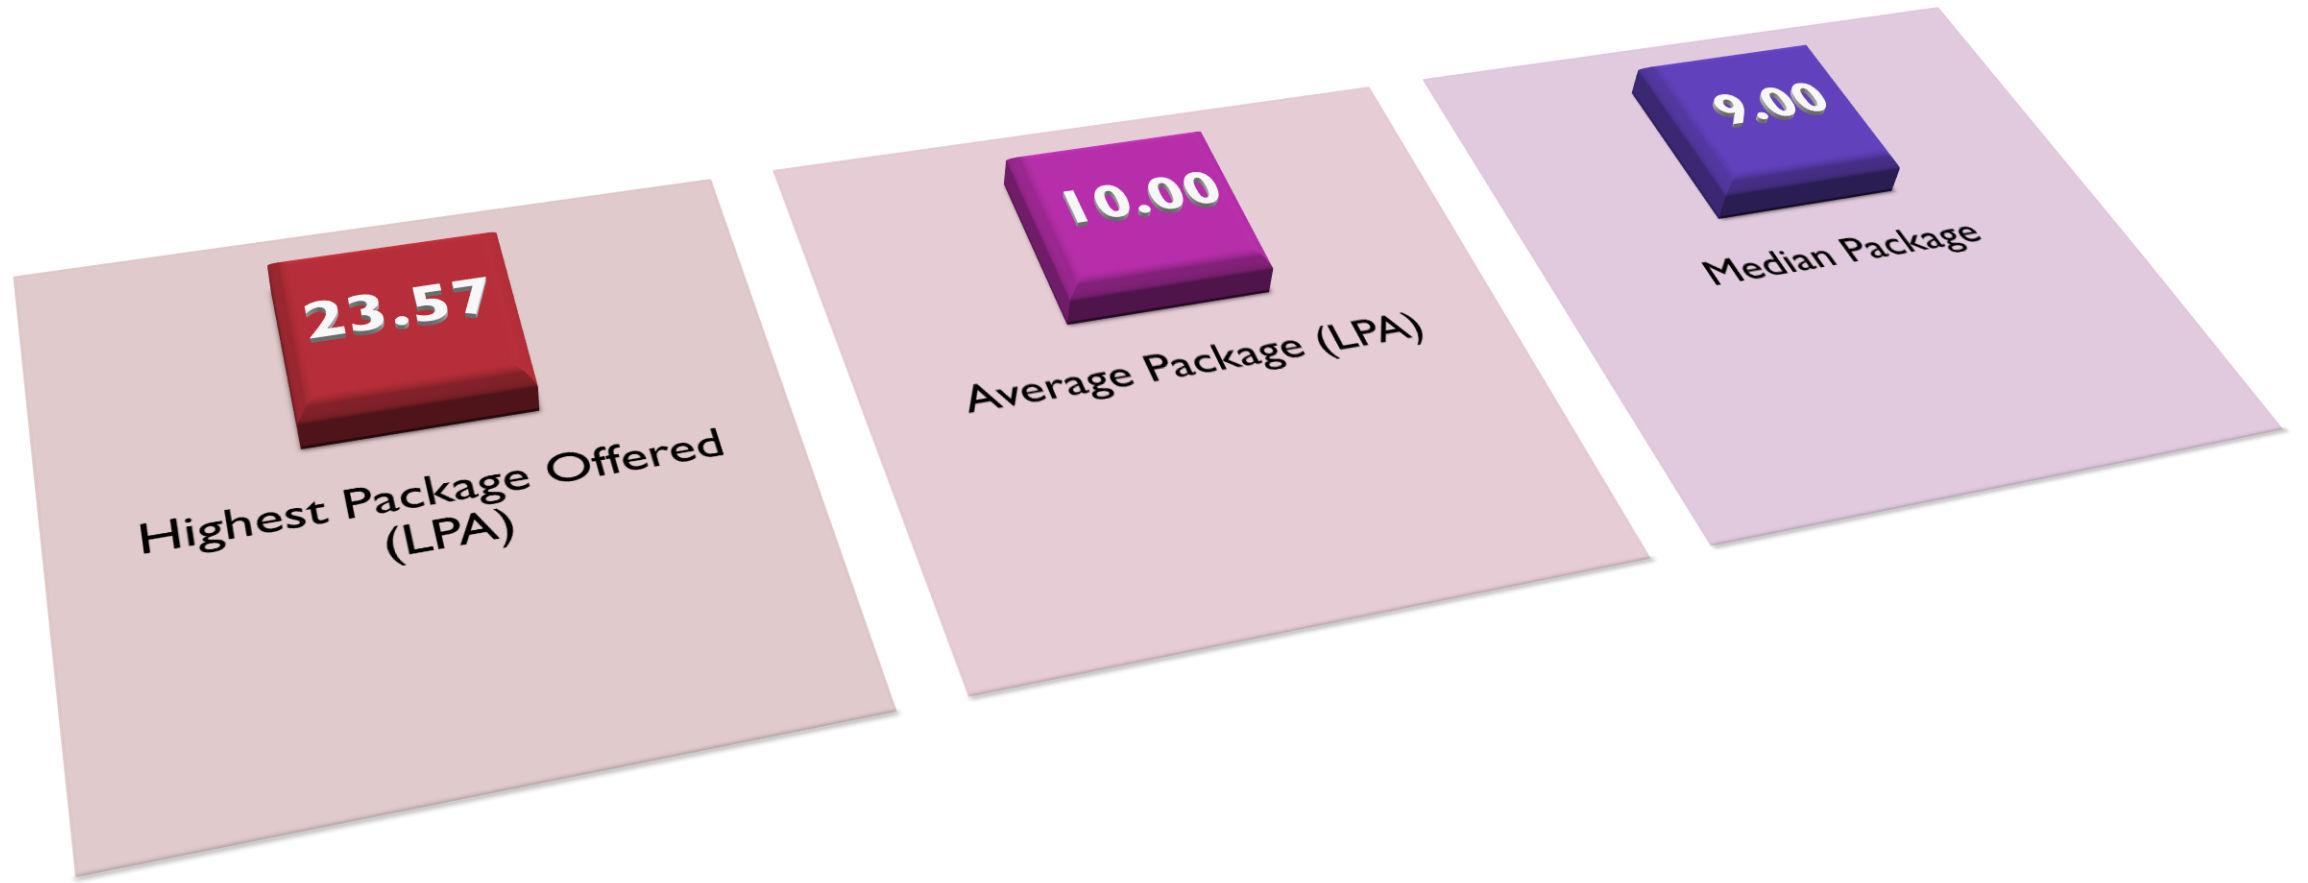 23.57
Highest Package Offered
(LPA)
10.00
Average Package (LPA)
9.00
Median Package